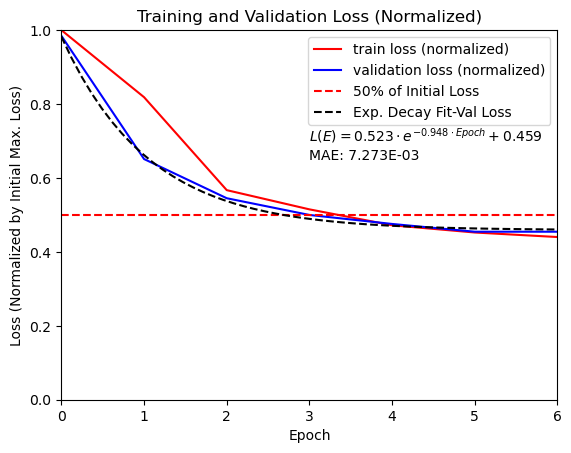 Training and Validation Loss (Normalized)
Loss (Normalized by Initial Max. Loss)
1.0
0.8
0.6
0.4
0.2
0.0
train loss (normalized)
validation loss (normalized)
50% of Initial Loss
Exp. Decay Fit-Val Loss
L(E) = 0.523 · e^{-0.948 · Epoch} + 0.459
MAE: 7.273E-03
0 1 2 3 4 5 6
Epoch